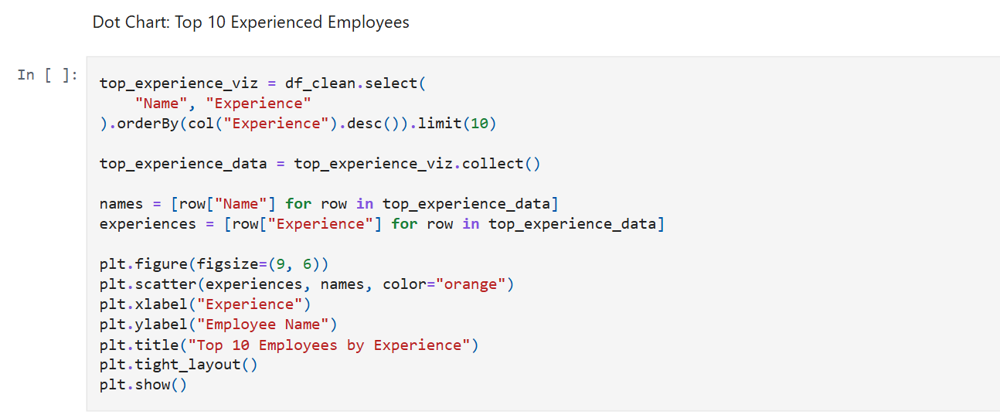 Dot Chart: Top 10 Experienced Employees
In [ ]:
top_experience_viz = df_clean.select(
    "Name", "Experience"
).orderBy(col("Experience").desc()).limit(10)
top_experience_data = top_experience_viz.collect()
names = [row["Name"] for row in top_experience_data]
experiences = [row["Experience"] for row in top_experience_data]
plt.figure(figsize=(9, 6))
plt.scatter(experiences, names, color="orange")
plt.xlabel("Experience")
plt.ylabel("Employee Name")
plt.title("Top 10 Employees by Experience")
plt.tight_layout()
plt.show()